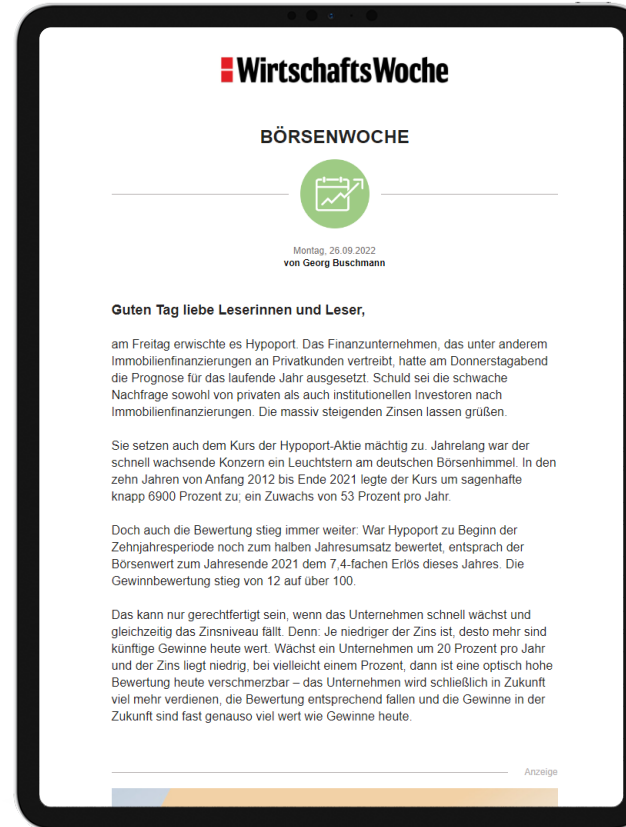 WirtschaftsWoche
BÖRSENWOCHE
Montag, 26.09.2022
von Georg Buschmann
Guten Tag liebe Leserinnen und Leser,
am Freitag erwischte es Hypoport. Das Finanzunternehmen, das unter anderem
Immobilienfinanzierungen an Privatkunden vertreibt, hatte am Donnerstagabend
die Prognose für das laufende Jahr ausgesetzt. Schuld sei die schwache
Nachfrage sowohl von privaten als auch institutionellen Investoren nach
Immobilienfinanzierungen. Die massiv steigenden Zinsen lassen grüßen.
Sie setzen auch dem Kurs der Hypoport-Aktie mächtig zu. Jahrelang war der
schnell wachsende Konzern ein Leuchtstern am deutschen Börsenhimmel. In den
zehn Jahren von Anfang 2012 bis Ende 2021 legte der Kurs um sagenhafte
knapp 6900 Prozent zu; ein Zuwachs von 53 Prozent pro Jahr.
Doch auch die Bewertung stieg immer weiter: War Hypoport zu Beginn der
Zehnjahresperiode noch zum halben Jahresumsatz bewertet, entsprach der
Börsenwert zum Jahresende 2021 dem 7,4-fachen Erlös dieses Jahres. Die
Gewinnbewertung stieg von 12 auf über 100.
Das kann nur gerechtfertigt sein, wenn das Unternehmen schnell wächst und
gleichzeitig das Zinsniveau fällt. Denn: Je niedriger der Zins ist, desto mehr sind
künftige Gewinne heute wert. Wächst ein Unternehmen um 20 Prozent pro Jahr
und der Zins liegt niedrig, bei vielleicht einem Prozent, dann ist eine optisch hohe
Bewertung heute verschmerzbar – das Unternehmen wird schließlich in Zukunft
viel mehr verdienen, die Bewertung entsprechend fallen und die Gewinne in der
Zukunft sind fast genauso viel wert wie Gewinne heute.
Anzeige